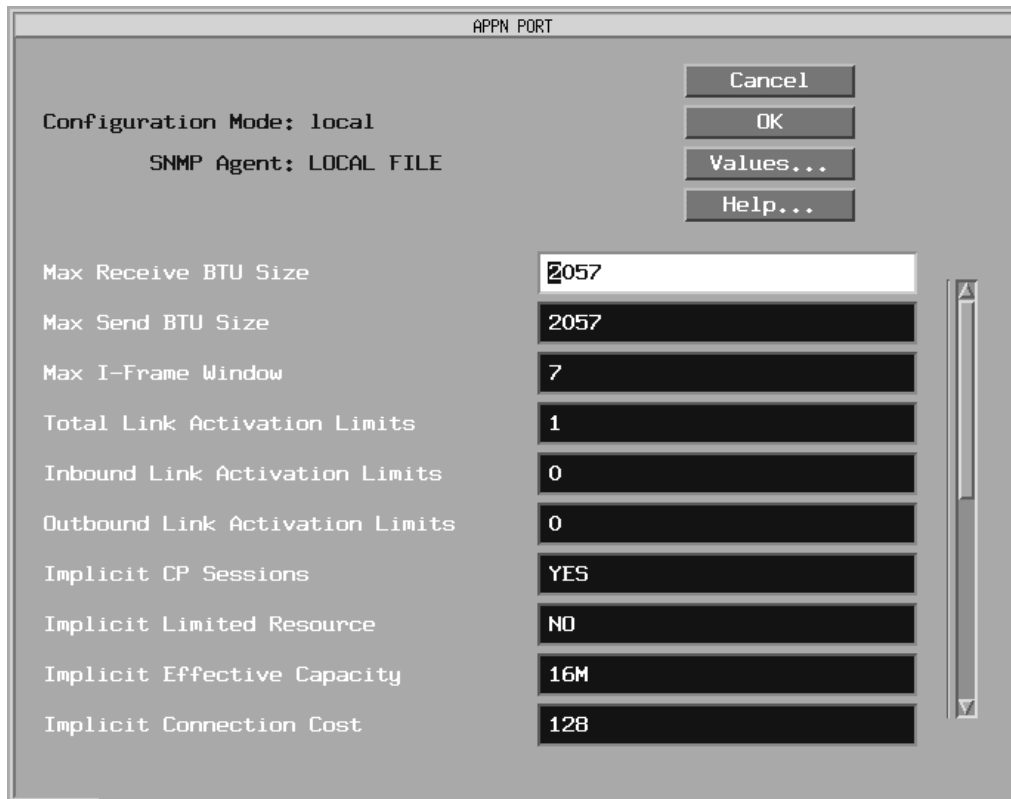 APPN PORT
Cancel
Configuration Mode: local
OK
SNMP Agent: LOCAL FILE
Values...
Help...
Max Receive BTU Size 2057
Max Send BTU Size 2057
Max I-Frame Window 7
Total Link Activation Limits 1
Inbound Link Activation Limits 0
Outbound Link Activation Limits 0
Implicit CP Sessions YES
Implicit Limited Resource NO
Implicit Effective Capacity 16M
Implicit Connection Cost 128